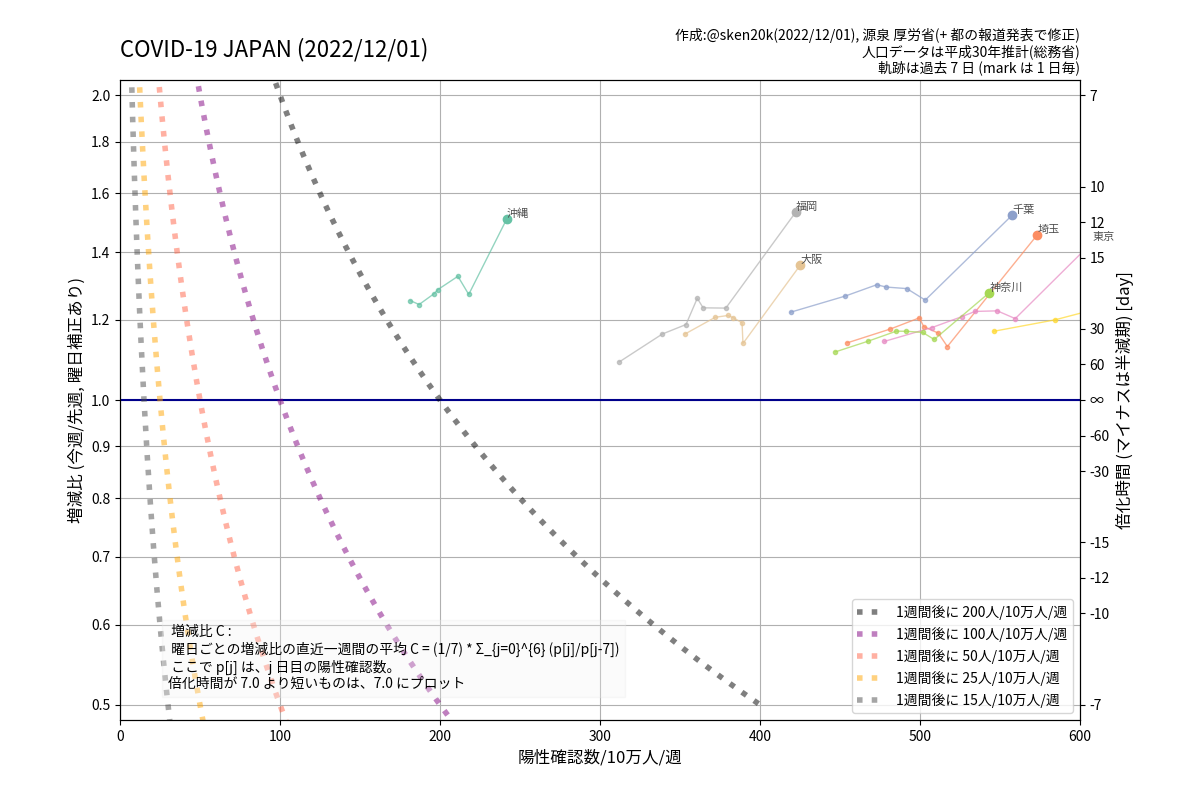 COVID-19 JAPAN (2022/12/01)
作成:@sken20k(2022/12/01), 源泉 厚労省(+ 都の報道発表で修正)
人口データは平成30年推計(総務省)
軌跡は過去 7 日 (mark は 1 日毎)
増減比 (今週/先週, 曜日補正あり)
2.0
1.8
1.6
1.4
1.2
1.0
0.9
0.8
0.7
0.6
0.5
沖縄
福岡
大阪
千葉
埼玉
東京
神奈川
7
10
12
15
30
60
∞
-60
-30
-15
-12
-10
-7
倍化時間 (マイナスは半減期) [day]
増減比 C :
曜日ごとの増減比の直近一週間の平均 C = (1/7) * Σ_{j=0}^{6} (p[j]/p[j-7])
ここで p[j] は、j 日目の陽性確認数。
倍化時間が 7.0 より短いものは、7.0 にプロット
1週間後に 200人/10万人/週
1週間後に 100人/10万人/週
1週間後に 50人/10万人/週
1週間後に 25人/10万人/週
1週間後に 15人/10万人/週
0 100 200 300 400 500 600
陽性確認数/10万人/週